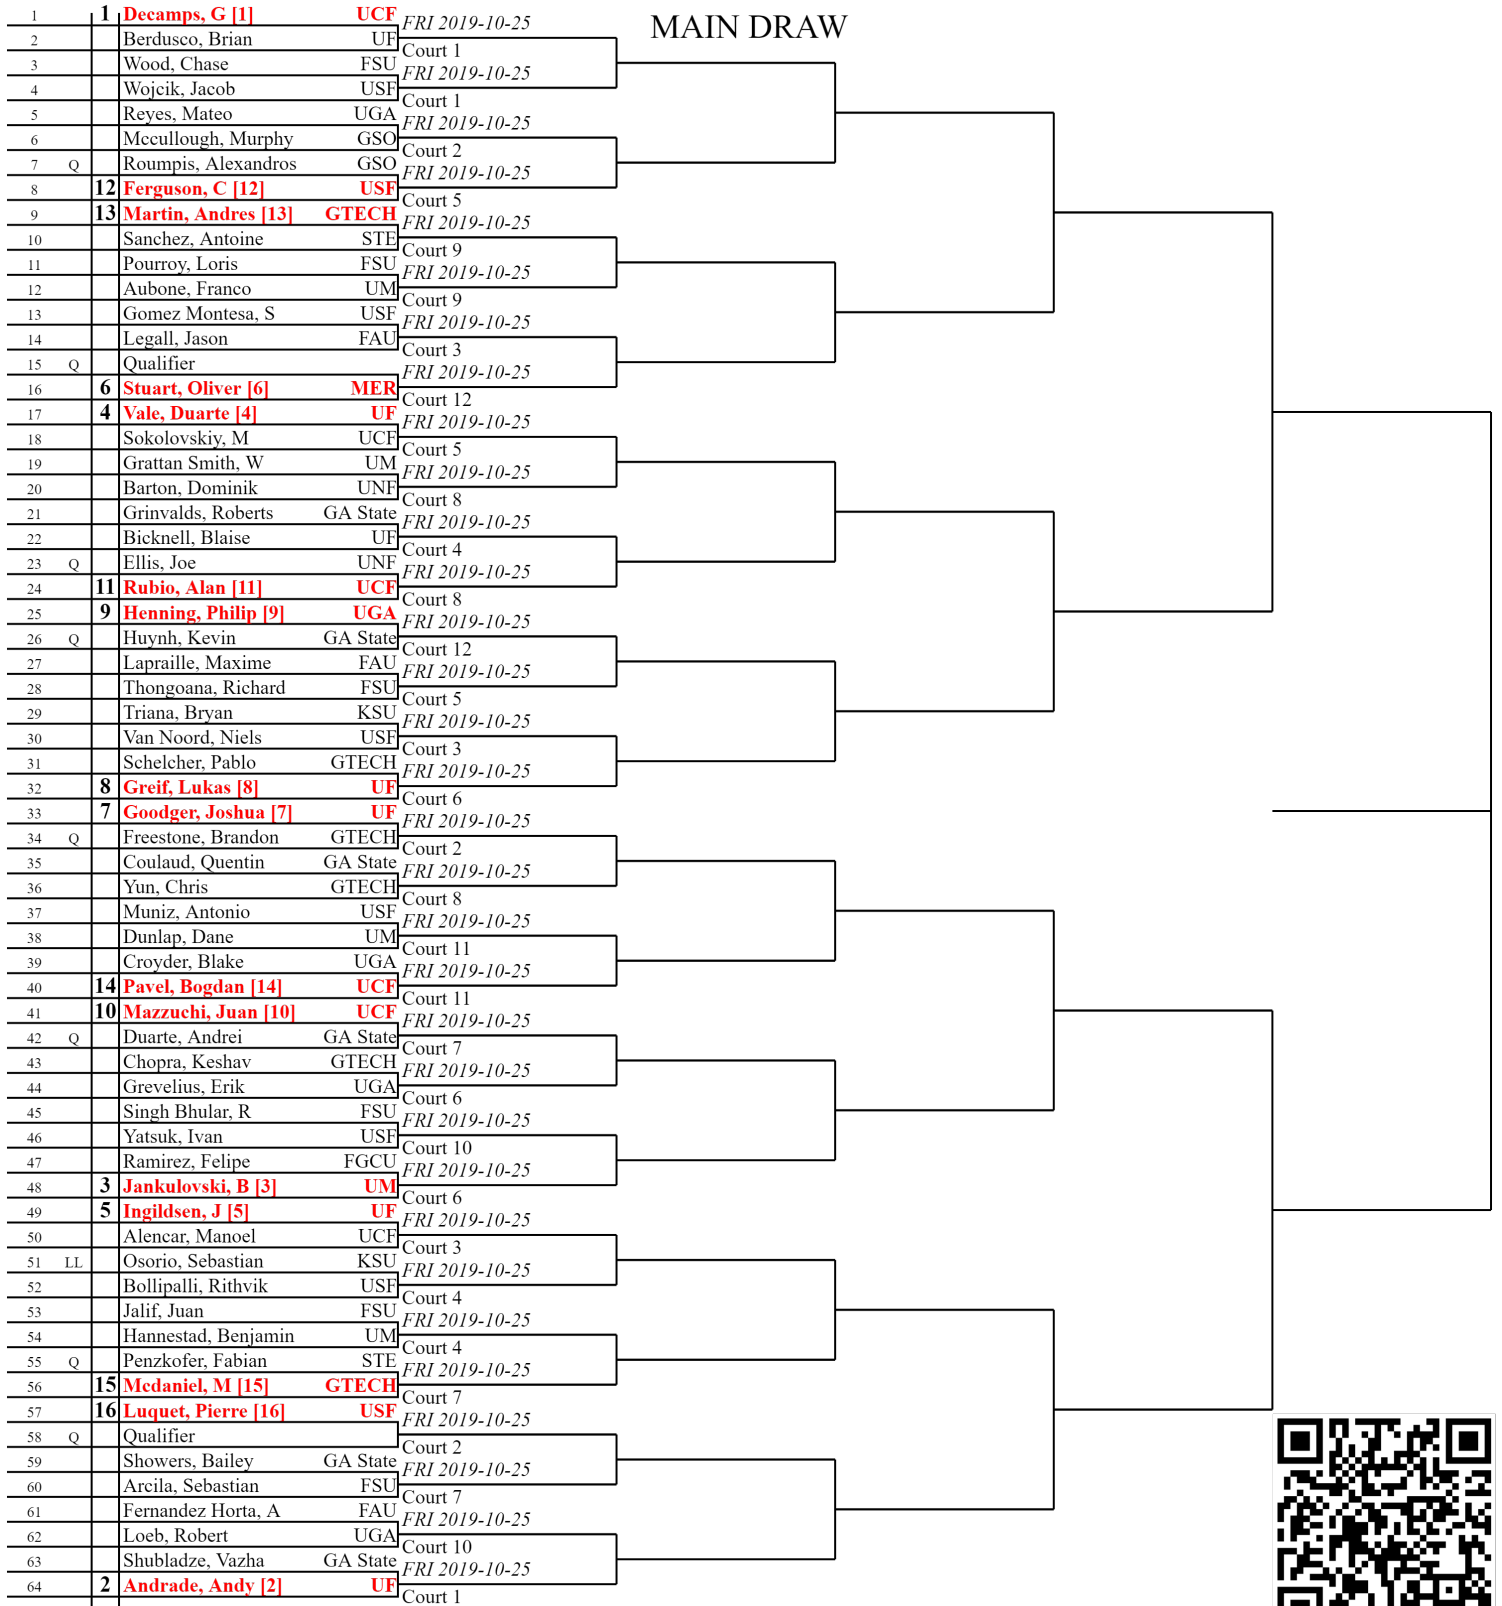 MAIN DRAW
1 1 Decamps, G [1] UCF
FRI 2019-10-25
2 Berdusco, Brian UF
Court 1
3 Wood, Chase FSU
FRI 2019-10-25
4 Wojcik, Jacob USF
Court 1
5 Reyes, Mateo UGA
FRI 2019-10-25
6 Mccullough, Murphy GSO
Court 2
7 Q Roumpis, Alexandros GSO
FRI 2019-10-25
8 12 Ferguson, C [12] USF
Court 5
9 13 Martin, Andres [13] GTECH
FRI 2019-10-25
10 Sanchez, Antoine STE
Court 9
11 Pourroy, Loris FSU
FRI 2019-10-25
12 Aubone, Franco UM
Court 9
13 Gomez Montesa, S USF
FRI 2019-10-25
14 Legall, Jason FAU
Court 3
15 Q Qualifier
FRI 2019-10-25
16 6 Stuart, Oliver [6] MER
Court 12
17 4 Vale, Duarte [4] UF
FRI 2019-10-25
18 Sokolovskiy, M UCF
Court 5
19 Grattan Smith, W UM
FRI 2019-10-25
20 Barton, Dominik UNF
Court 8
21 Grinvalds, Roberts GA State
FRI 2019-10-25
22 Bicknell, Blaise UF
Court 4
23 Q Ellis, Joe UNF
FRI 2019-10-25
24 11 Rubio, Alan [11] UCF
Court 8
25 9 Henning, Philip [9] UGA
FRI 2019-10-25
26 Q Huynh, Kevin GA State
Court 12
27 Lapraille, Maxime FAU
FRI 2019-10-25
28 Thongoana, Richard FSU
Court 5
29 Triana, Bryan KSU
FRI 2019-10-25
30 Van Noord, Niels USF
Court 3
31 Schelcher, Pablo GTECH
FRI 2019-10-25
32 8 Greif, Lukas [8] UF
Court 6
33 7 Goodger, Joshua [7] UF
FRI 2019-10-25
34 Q Freestone, Brandon GTECH
Court 2
35 Coulaud, Quentin GA State
FRI 2019-10-25
36 Yun, Chris GTECH
Court 8
37 Muniz, Antonio USF
FRI 2019-10-25
38 Dunlap, Dane UM
Court 11
39 Croyder, Blake UGA
FRI 2019-10-25
40 14 Pavel, Bogdan [14] UCF
Court 11
41 10 Mazzuchi, Juan [10] UCF
FRI 2019-10-25
42 Q Duarte, Andrei GA State
Court 7
43 Chopra, Keshav GTECH
FRI 2019-10-25
44 Grevelius, Erik UGA
Court 6
45 Singh Bhular, R FSU
FRI 2019-10-25
46 Yatsuk, Ivan USF
Court 10
47 Ramirez, Felipe FGCU
FRI 2019-10-25
48 3 Jankulovski, B [3] UM
Court 6
49 5 Ingildsen, J [5] UF
FRI 2019-10-25
50 Alencar, Manoel UCF
Court 3
51 LL Osorio, Sebastian KSU
FRI 2019-10-25
52 Bollipalli, Rithvik USF
Court 4
53 Jalif, Juan FSU
FRI 2019-10-25
54 Hannestad, Benjamin UM
Court 4
55 Q Penzkofer, Fabian STE
FRI 2019-10-25
56 15 Mcdaniel, M [15] GTECH
Court 7
57 16 Luquet, Pierre [16] USF
FRI 2019-10-25
58 Q Qualifier
Court 2
59 Showers, Bailey GA State
FRI 2019-10-25
60 Arcila, Sebastian FSU
Court 7
61 Fernandez Horta, A FAU
FRI 2019-10-25
62 Loeb, Robert UGA
Court 10
63 Shubladze, Vazha GA State
FRI 2019-10-25
64 2 Andrade, Andy [2] UF
Court 1